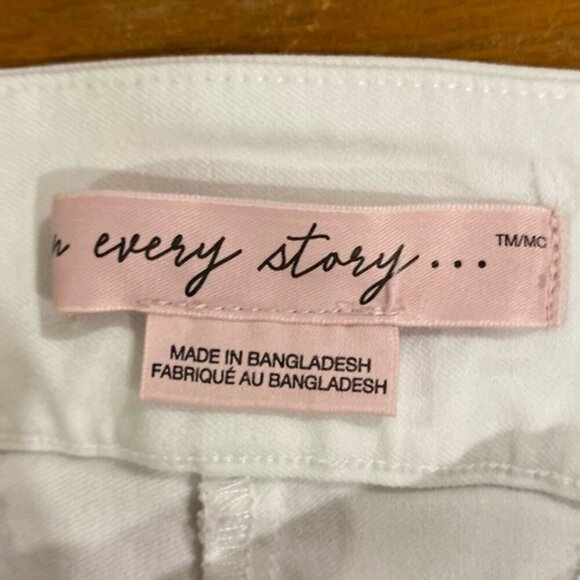 every story... TM/MC
MADE IN BANGLADESH
FABRIQUÉ AU BANGLADESH